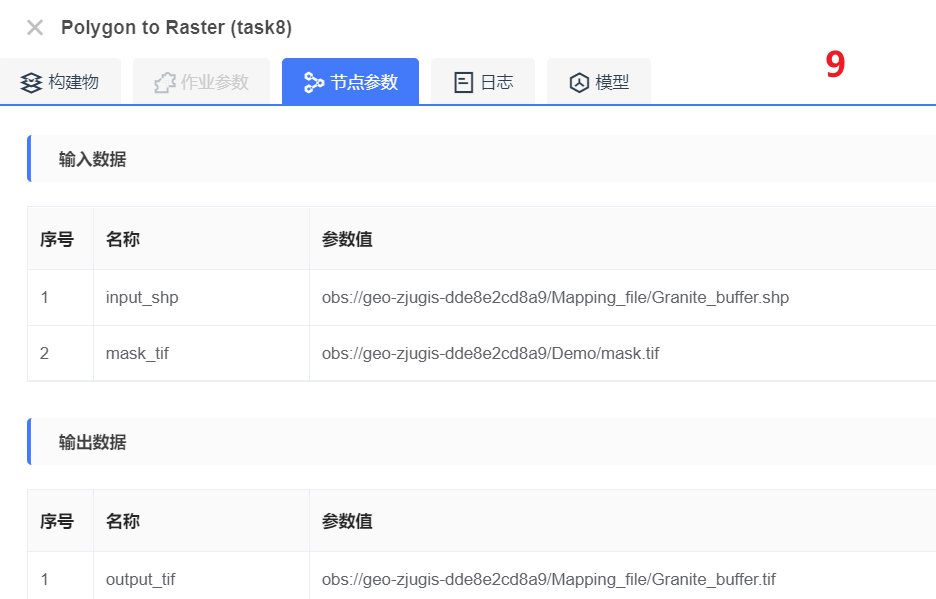 Polygon to Raster (task8)
9
构建物 作业参数 节点参数 日志 模型
输入数据
序号 名称 参数值
1 input_shp obs://geo-zjugis-dde8e2cd8a9/Mapping_file/Granite_buffer.shp
2 mask_tif obs://geo-zjugis-dde8e2cd8a9/Demo/mask.tif
输出数据
序号 名称 参数值
1 output_tif obs://geo-zjugis-dde8e2cd8a9/Mapping_file/Granite_buffer.tif